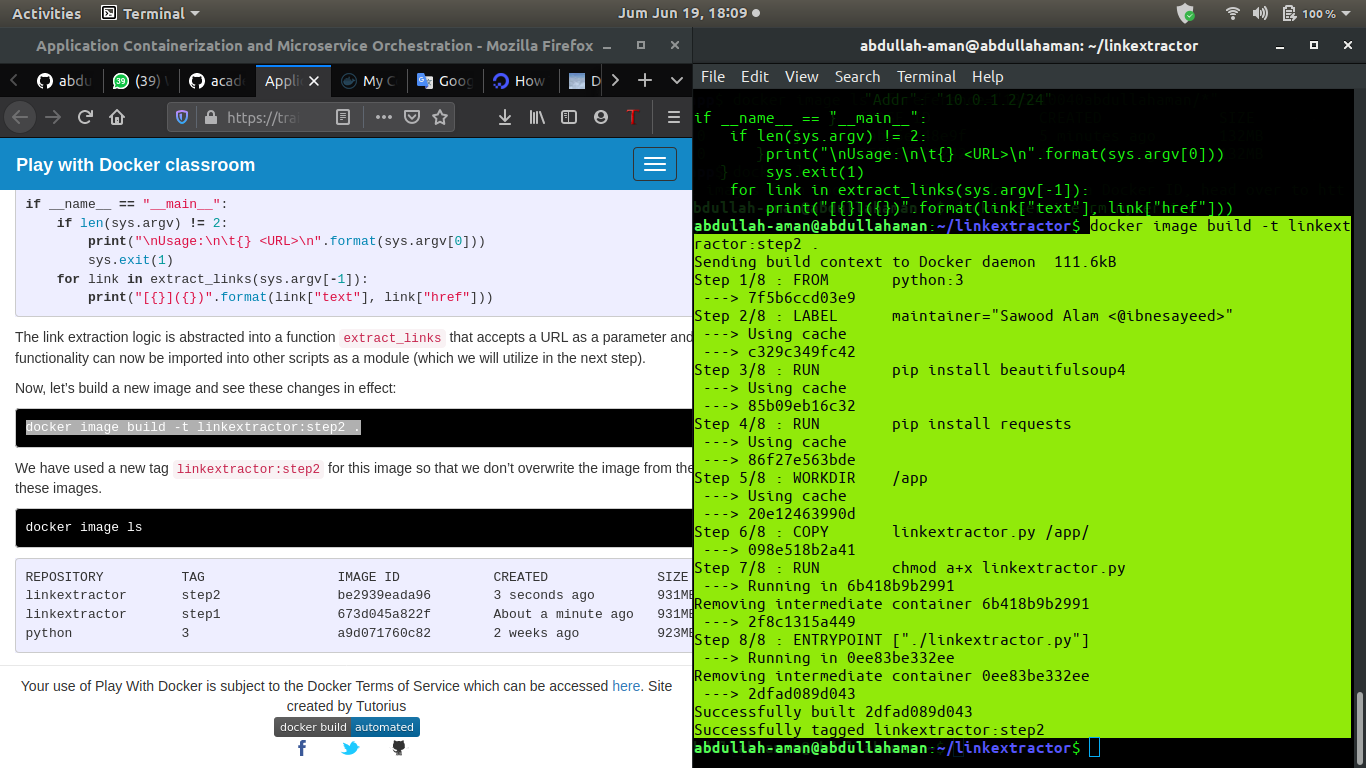 Activities Terminal Jum Jun 19, 18:09 100 %
Application Containerization and Microservice Orchestration - Mozilla Firefox
abdu (39) acad Appli My C Goog How D
https://tra
Play with Docker classroom
if __name__ == "__main__":
if len(sys.argv) != 2:
print("\nUsage:\n\t{} <URL>\n".format(sys.argv[0]))
sys.exit(1)
for link in extract_links(sys.argv[-1]):
print("[{}]({})".format(link["text"], link["href"]))
The link extraction logic is abstracted into a function extract_links that accepts a URL as a parameter and
functionality can now be imported into other scripts as a module (which we will utilize in the next step).
Now, let's build a new image and see these changes in effect:
docker image build -t linkextractor:step2 .
We have used a new tag linkextractor:step2 for this image so that we don't overwrite the image from the
these images.
docker image ls
REPOSITORY TAG IMAGE ID CREATED SIZE
linkextractor step2 be2939eada96 3 seconds ago 931MB
linkextractor step1 673d045a822f About a minute ago 931MB
python 3 a9d071760c82 2 weeks ago 923MB
Your use of Play With Docker is subject to the Docker Terms of Service which can be accessed here. Site
created by Tutorius
docker build automated
abdullah-aman@abdullahaman: ~/linkextractor
File Edit View Search Terminal Help
"Addr": "10.0.1.2/24"
if __name__ == "__main__":
if len(sys.argv) != 2:
print("\nUsage:\n\t{} <URL>\n".format(sys.argv[0]))
sys.exit(1)
for link in extract_links(sys.argv[-1]):
print("[{}]({})".format(link["text"], link["href"]))
abdullah-aman@abdullahaman:~/linkextractor$ docker image build -t linkext
ractor:step2 .
Sending build context to Docker daemon 111.6kB
Step 1/8 : FROM python:3
---> 7f5b6ccd03e9
Step 2/8 : LABEL maintainer="Sawood Alam <@ibnesayeed>"
---> Using cache
---> c329c349fc42
Step 3/8 : RUN pip install beautifulsoup4
---> Using cache
---> 85b09eb16c32
Step 4/8 : RUN pip install requests
---> Using cache
---> 86f27e563bde
Step 5/8 : WORKDIR /app
---> Using cache
---> 20e12463990d
Step 6/8 : COPY linkextractor.py /app/
---> 098e518b2a41
Step 7/8 : RUN chmod a+x linkextractor.py
---> Running in 6b418b9b2991
Removing intermediate container 6b418b9b2991
---> 2f8c1315a449
Step 8/8 : ENTRYPOINT ["./linkextractor.py"]
---> Running in 0ee83be332ee
Removing intermediate container 0ee83be332ee
---> 2dfad089d043
Successfully built 2dfad089d043
Successfully tagged linkextractor:step2
abdullah-aman@abdullahaman:~/linkextractor$